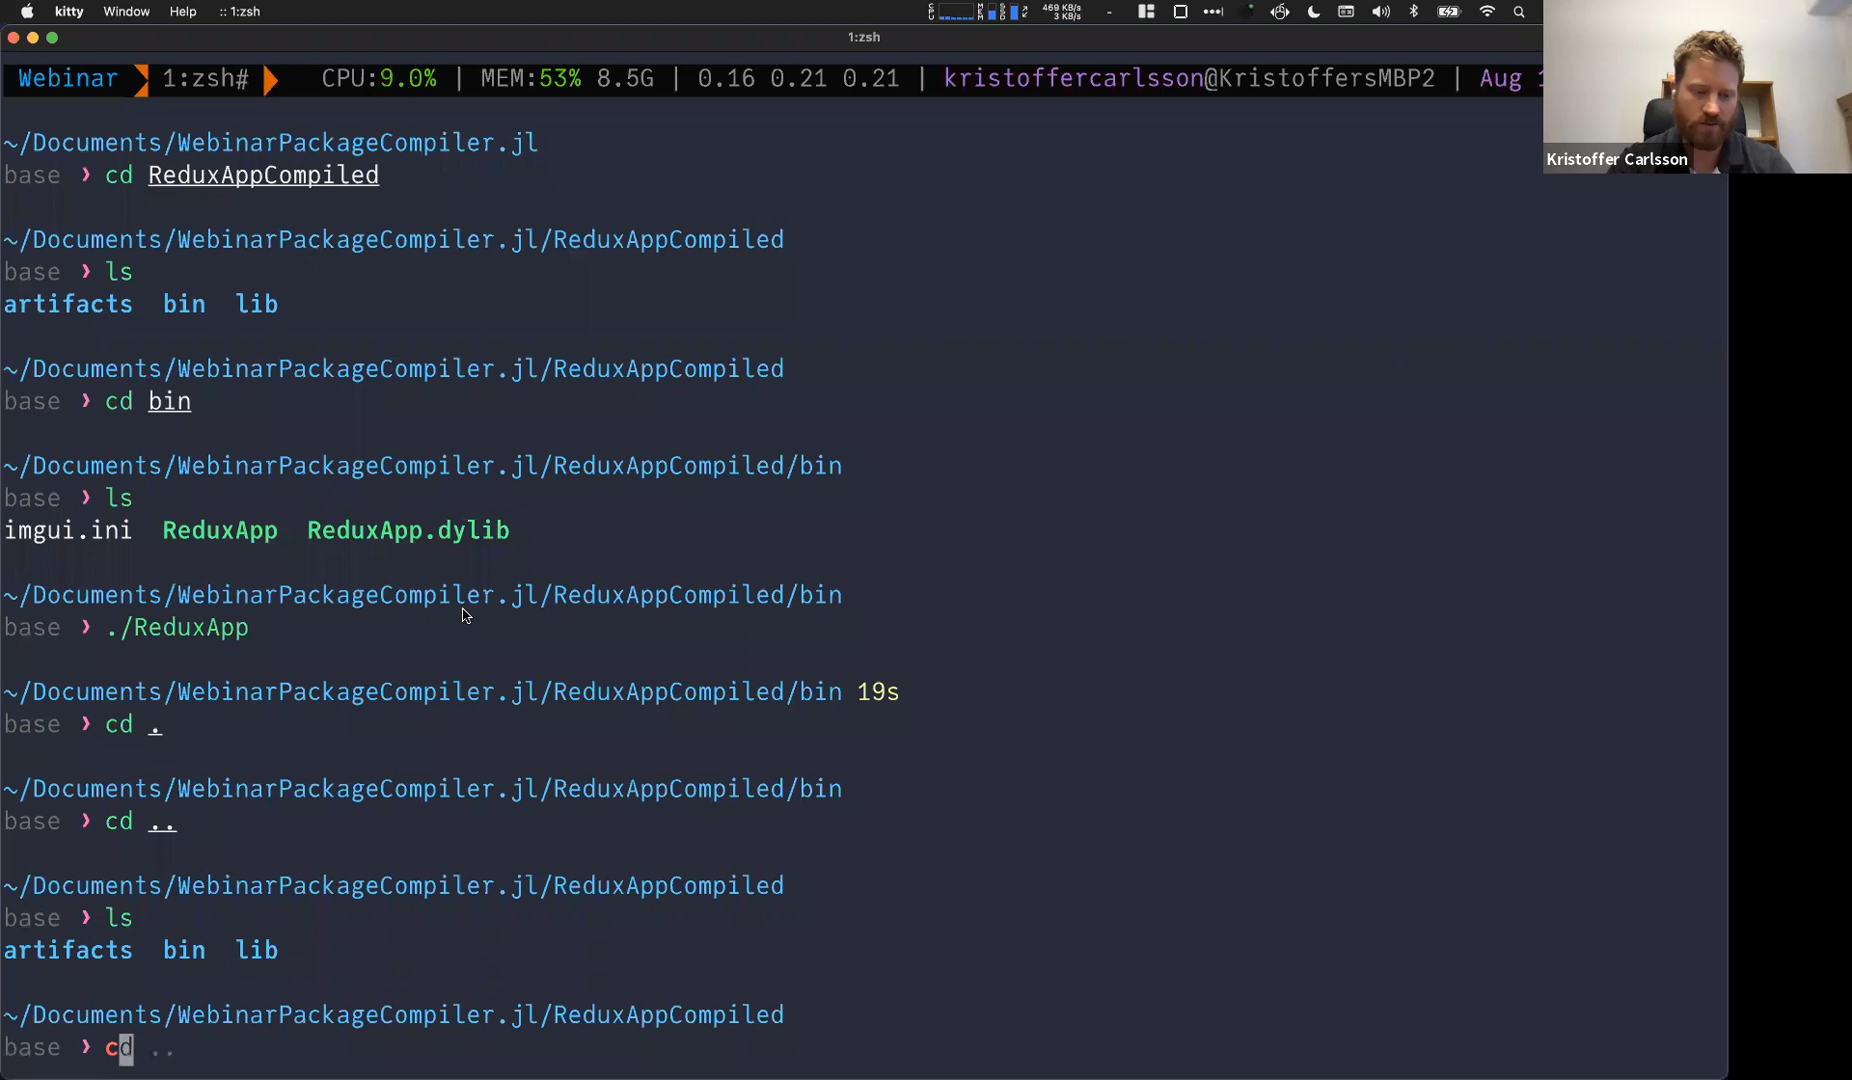 kitty Window Help :: 1:zsh 469 KB/s
3 KB/s
1:zsh
Webinar 1:zsh# CPU:9.0% | MEM:53% 8.5G | 0.16 0.21 0.21 | kristoffercarlsson@KristoffersMBP2 | Aug 1
Kristoffer Carlsson
~/Documents/WebinarPackageCompiler.jl
base ❯ cd ReduxAppCompiled
~/Documents/WebinarPackageCompiler.jl/ReduxAppCompiled
base ❯ ls
artifacts bin lib
~/Documents/WebinarPackageCompiler.jl/ReduxAppCompiled
base ❯ cd bin
~/Documents/WebinarPackageCompiler.jl/ReduxAppCompiled/bin
base ❯ ls
imgui.ini ReduxApp ReduxApp.dylib
~/Documents/WebinarPackageCompiler.jl/ReduxAppCompiled/bin
base ❯ ./ReduxApp
~/Documents/WebinarPackageCompiler.jl/ReduxAppCompiled/bin 19s
base ❯ cd .
~/Documents/WebinarPackageCompiler.jl/ReduxAppCompiled/bin
base ❯ cd ..
~/Documents/WebinarPackageCompiler.jl/ReduxAppCompiled
base ❯ ls
artifacts bin lib
~/Documents/WebinarPackageCompiler.jl/ReduxAppCompiled
base ❯ cd ..